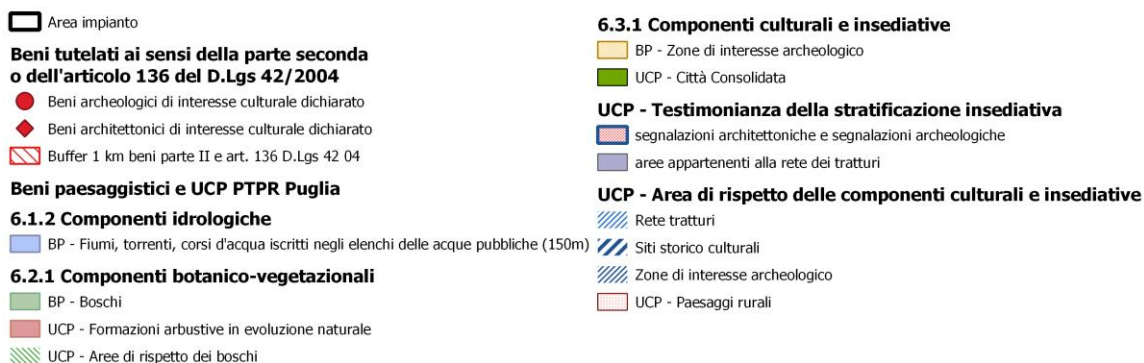 Area impianto
Beni tutelati ai sensi della parte seconda
o dell'articolo 136 del D.Lgs 42/2004
Beni archeologici di interesse culturale dichiarato
Beni architettonici di interesse culturale dichiarato
Buffer 1 km beni parte II e art. 136 D.Lgs 42 04
Beni paesaggistici e UCP PTPR Puglia
6.1.2 Componenti idrologiche
BP - Fiumi, torrenti, corsi d'acqua iscritti negli elenchi delle acque pubbliche (150m)
6.2.1 Componenti botanico-vegetazionali
BP - Boschi
UCP - Formazioni arbustive in evoluzione naturale
UCP - Aree di rispetto dei boschi
6.3.1 Componenti culturali e insediative
BP - Zone di interesse archeologico
UCP - Città Consolidata
UCP - Testimonianza della stratificazione insediativa
segnalazioni architettoniche e segnalazioni archeologiche
aree appartenenti alla rete dei tratturi
UCP - Area di rispetto delle componenti culturali e insediative
Rete tratturi
Siti storico culturali
Zone di interesse archeologico
UCP - Paesaggi rurali